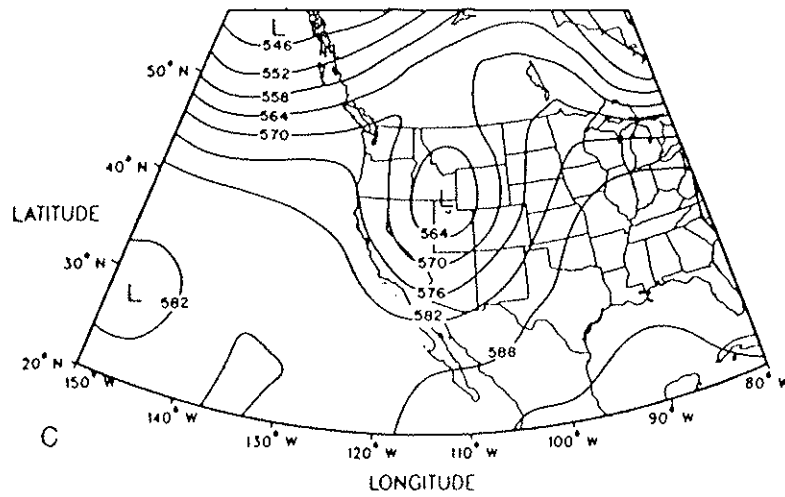 L
546
552
558
564
570
50° N
40° N
LATITUDE
30° N
20° N
L
582
L
564
570
576
582
588
150° W
140° W
130° W
120° W
110° W
100° W
90° W
80° W
C
LONGITUDE